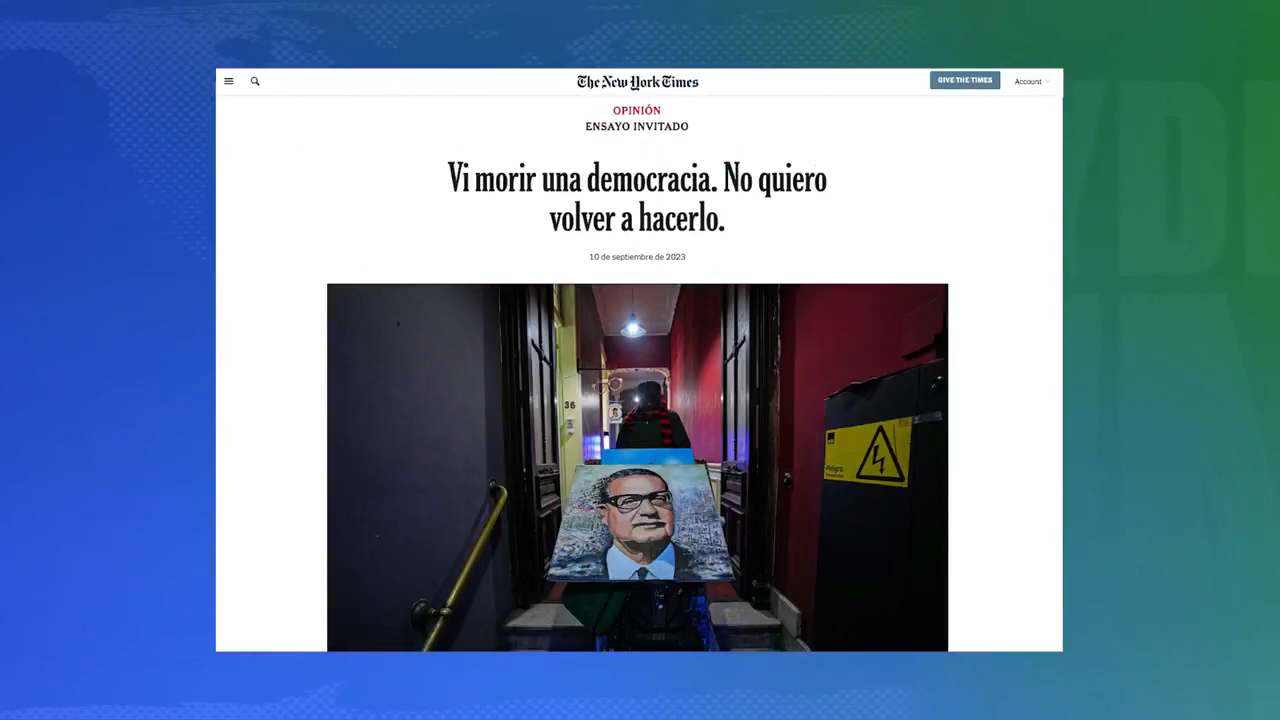 The New York Times
GIVE THE TIMES
Account
OPINIÓN
ENSAYO INVITADO
Vi morir una democracia. No quiero
volver a hacerlo.
10 de septiembre de 2023
36
Peligro